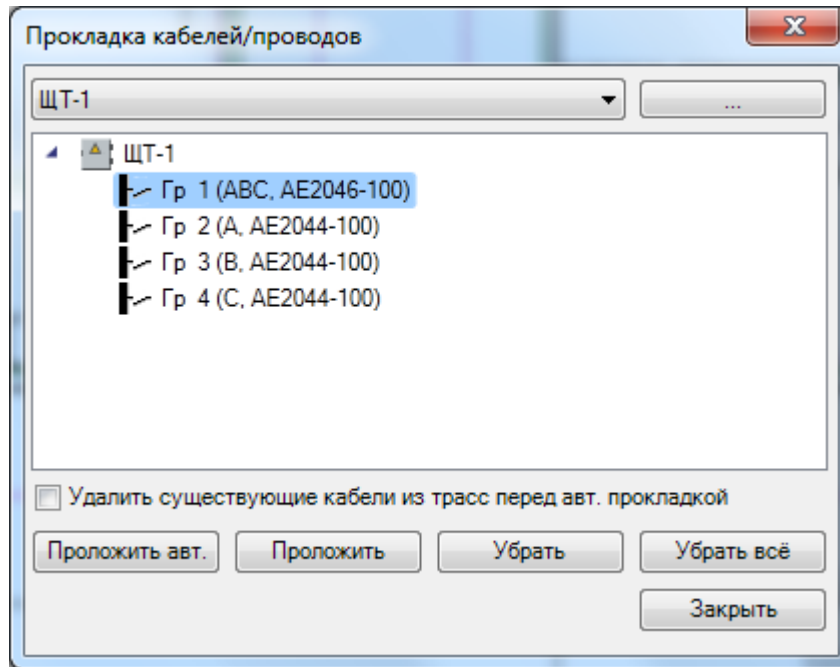 Прокладка кабелей/проводов
ЩТ-1
...
ЩТ-1
Гр 1 (ABC, AE2046-100)
Гр 2 (A, AE2044-100)
Гр 3 (B, AE2044-100)
Гр 4 (C, AE2044-100)
Удалить существующие кабели из трасс перед авт. прокладкой
Проложить авт. Проложить Убрать Убрать всё
Закрыть